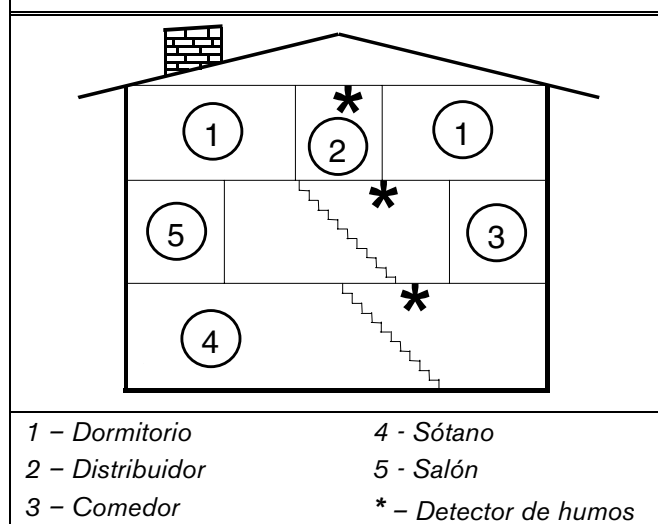 *
1
2
1
*
5
3
*
4
1 – Dormitorio
2 – Distribuidor
3 – Comedor
4 - Sótano
5 - Salón
* – Detector de humos